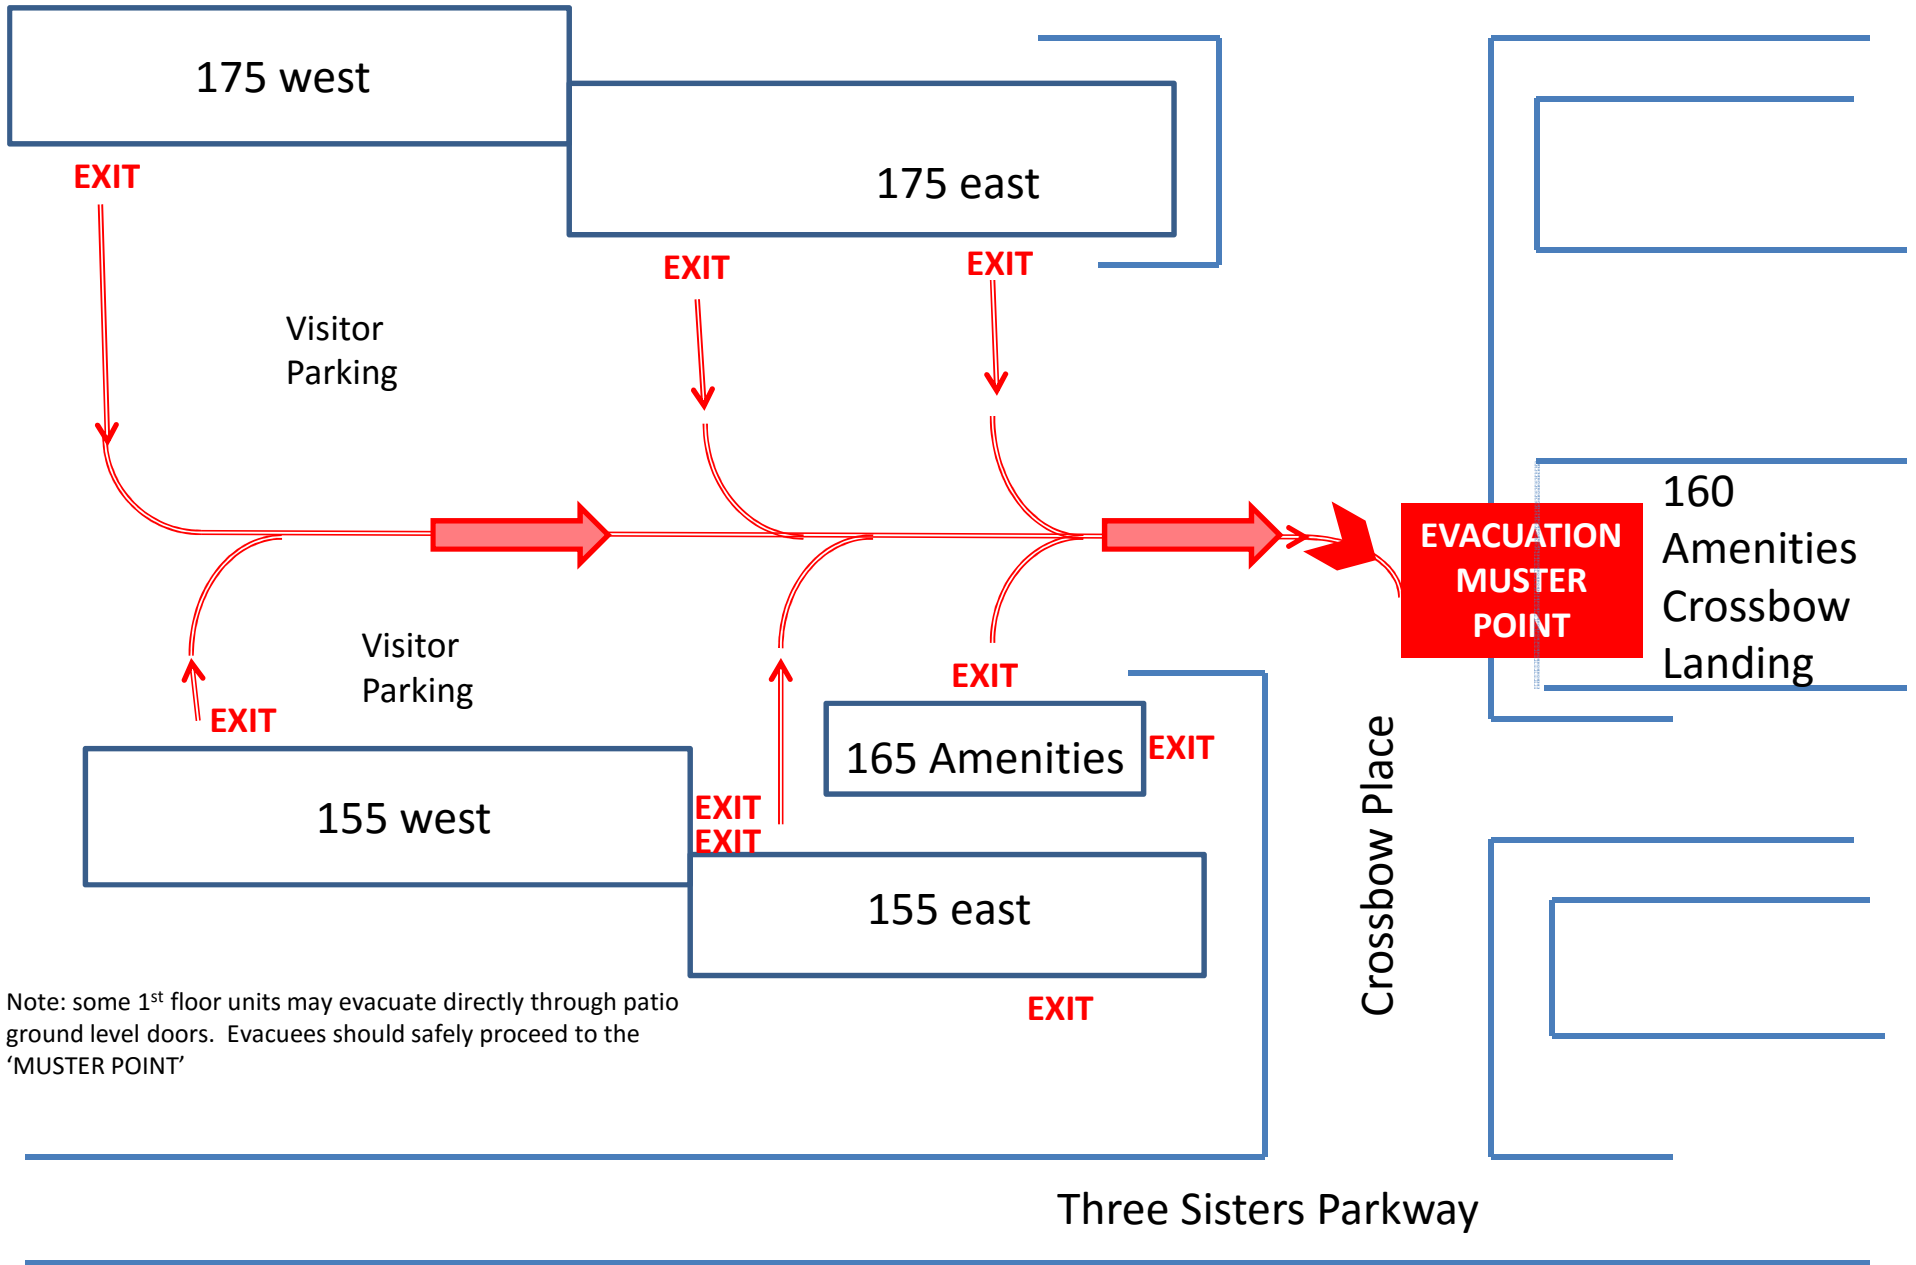 175 west
175 east
EXIT
EXIT
EXIT
Visitor
Parking
160
Amenities
Crossbow
Landing
EVACUATION
MUSTER
POINT
Visitor
Parking
EXIT
EXIT
165 Amenities
EXIT
155 west
EXIT
EXIT
155 east
EXIT
Crossbow Place
Note: some 1st floor units may evacuate directly through patio
ground level doors.  Evacuees should safely proceed to the
‘MUSTER POINT’
Three Sisters Parkway